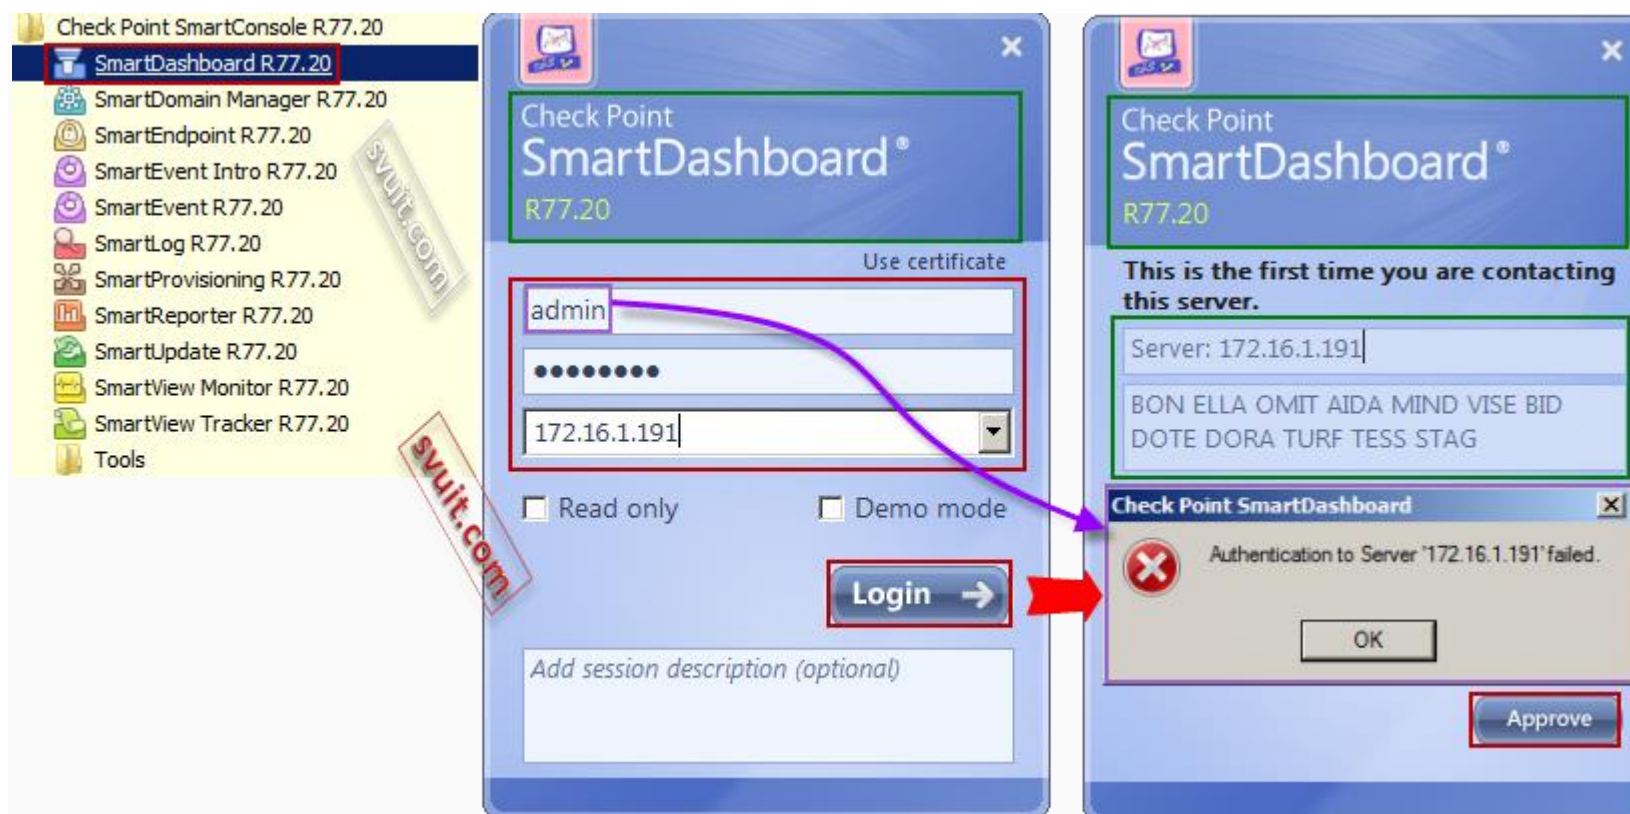 Check Point SmartConsole R77.20
SmartDashboard R77.20
SmartDomain Manager R77.20
SmartEndpoint R77.20
SmartEvent Intro R77.20
SmartEvent R77.20
SmartLog R77.20
SmartProvisioning R77.20
SmartReporter R77.20
SmartUpdate R77.20
SmartView Monitor R77.20
SmartView Tracker R77.20
Tools
svuit.com
svuit.com
Check Point
SmartDashboard®
R77.20
Use certificate
admin
••••••••
172.16.1.191
Read only
Demo mode
Login
Add session description (optional)
Check Point
SmartDashboard®
R77.20
This is the first time you are contacting
this server.
Server: 172.16.1.191
BON ELLA OMIT AIDA MIND VISE BID
DOTE DORA TURF TESS STAG
Check Point SmartDashboard
Authentication to Server '172.16.1.191' failed.
OK
Approve